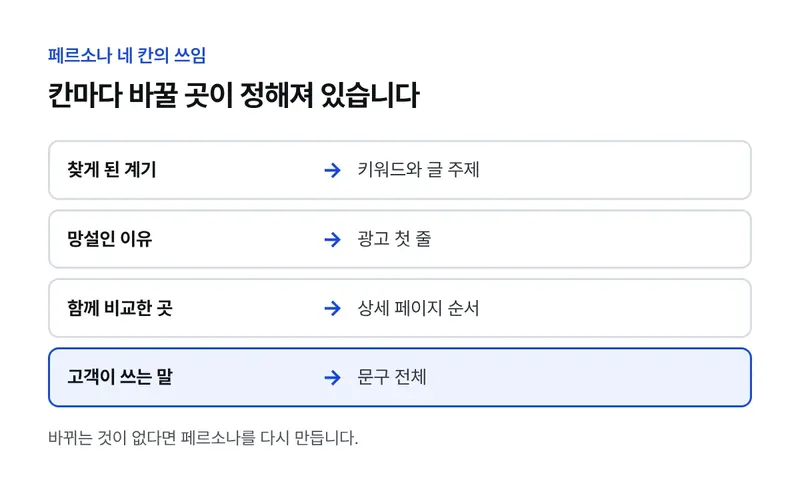 페르소나 네 칸의 쓰임
칸마다 바꿀 곳이 정해져 있습니다
찾게 된 계기 → 키워드와 글 주제
망설인 이유 → 광고 첫 줄
함께 비교한 곳 → 상세 페이지 순서
고객이 쓰는 말 → 문구 전체
바뀌는 것이 없다면 페르소나를 다시 만듭니다.